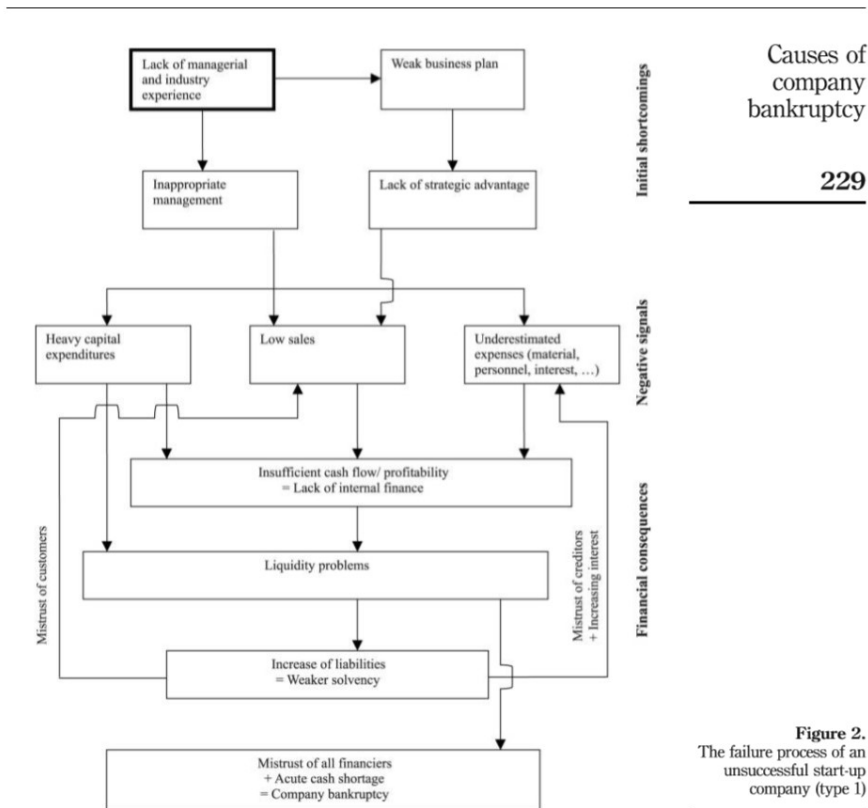 Causes of
company
bankruptcy
229
Lack of managerial
and industry
experience
Weak business plan
Initial shortcomings
Inappropriate
management
Lack of strategic advantage
Heavy capital
expenditures
Low sales
Underestimated
expenses (material,
personnel, interest, …)
Negative signals
Insufficient cash flow/ profitability
= Lack of internal finance
Liquidity problems
Mistrust of customers
Mistrust of creditors
+ Increasing interest
Financial consequences
Increase of liabilities
= Weaker solvency
Mistrust of all financiers
+ Acute cash shortage
= Company bankruptcy
Figure 2.
The failure process of an
unsuccessful start-up
company (type 1)